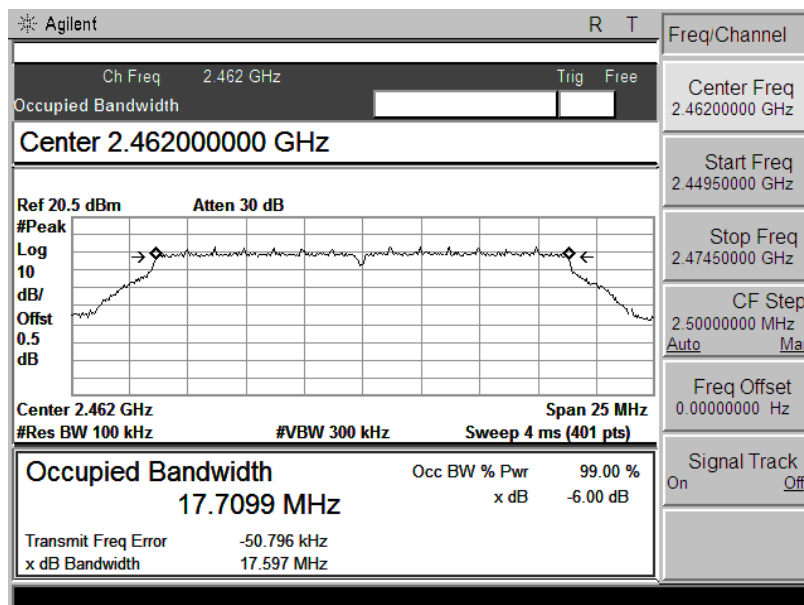 Agilent R T
Ch Freq 2.462 GHz Trig Free
Occupied Bandwidth
Center 2.462000000 GHz
Ref 20.5 dBm Atten 30 dB
#Peak
Log
10
dB/
Offst
0.5
dB
Center 2.462 GHz Span 25 MHz
#Res BW 100 kHz #VBW 300 kHz Sweep 4 ms (401 pts)
Occupied Bandwidth Occ BW % Pwr 99.00 %
17.7099 MHz x dB -6.00 dB
Transmit Freq Error -50.796 kHz
x dB Bandwidth 17.597 MHz
Freq/Channel
Center Freq
2.46200000 GHz
Start Freq
2.44950000 GHz
Stop Freq
2.47450000 GHz
CF Step
2.50000000 MHz
Auto Ma
Freq Offset
0.00000000 Hz
Signal Track
On Off